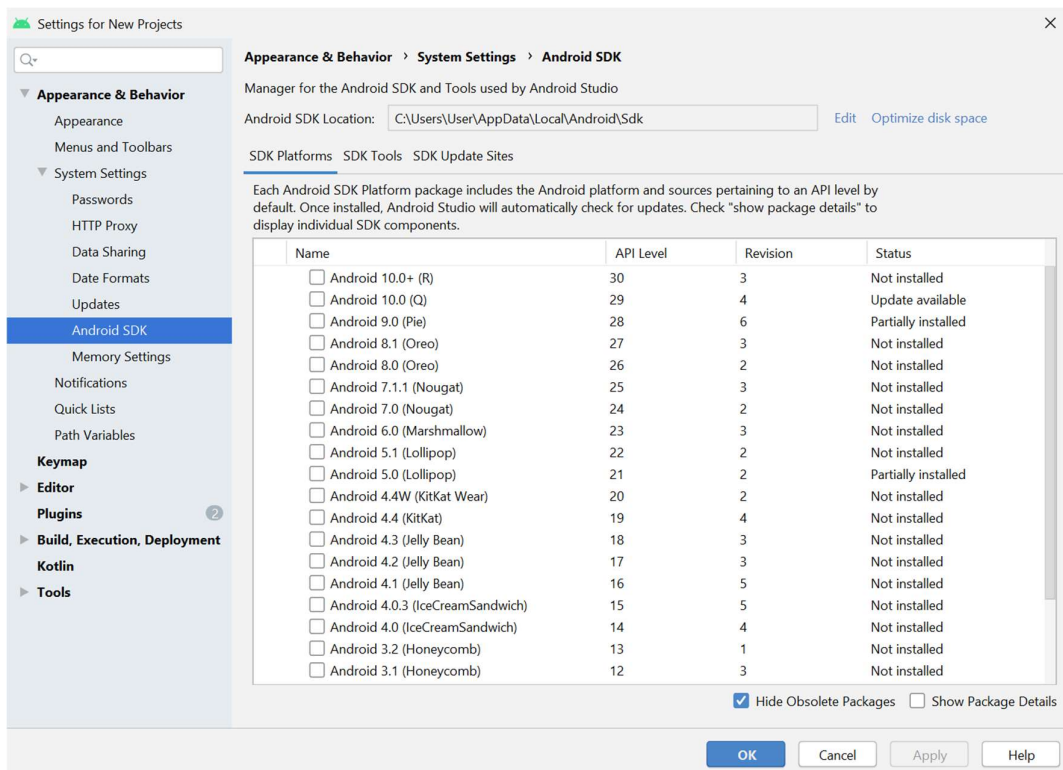 Settings for New Projects
Appearance & Behavior
Appearance
Menus and Toolbars
System Settings
Passwords
HTTP Proxy
Data Sharing
Date Formats
Updates
Android SDK
Memory Settings
Notifications
Quick Lists
Path Variables
Keymap
Editor
Plugins 2
Build, Execution, Deployment
Kotlin
Tools
Appearance & Behavior › System Settings › Android SDK
Manager for the Android SDK and Tools used by Android Studio
Android SDK Location: C:\Users\User\AppData\Local\Android\Sdk Edit Optimize disk space
SDK Platforms SDK Tools SDK Update Sites
Each Android SDK Platform package includes the Android platform and sources pertaining to an API level by
default. Once installed, Android Studio will automatically check for updates. Check "show package details" to
display individual SDK components.
Name API Level Revision Status
Android 10.0+ (R) 30 3 Not installed
Android 10.0 (Q) 29 4 Update available
Android 9.0 (Pie) 28 6 Partially installed
Android 8.1 (Oreo) 27 3 Not installed
Android 8.0 (Oreo) 26 2 Not installed
Android 7.1.1 (Nougat) 25 3 Not installed
Android 7.0 (Nougat) 24 2 Not installed
Android 6.0 (Marshmallow) 23 3 Not installed
Android 5.1 (Lollipop) 22 2 Not installed
Android 5.0 (Lollipop) 21 2 Partially installed
Android 4.4W (KitKat Wear) 20 2 Not installed
Android 4.4 (KitKat) 19 4 Not installed
Android 4.3 (Jelly Bean) 18 3 Not installed
Android 4.2 (Jelly Bean) 17 3 Not installed
Android 4.1 (Jelly Bean) 16 5 Not installed
Android 4.0.3 (IceCreamSandwich) 15 5 Not installed
Android 4.0 (IceCreamSandwich) 14 4 Not installed
Android 3.2 (Honeycomb) 13 1 Not installed
Android 3.1 (Honeycomb) 12 3 Not installed
Hide Obsolete Packages Show Package Details
OK Cancel Apply Help